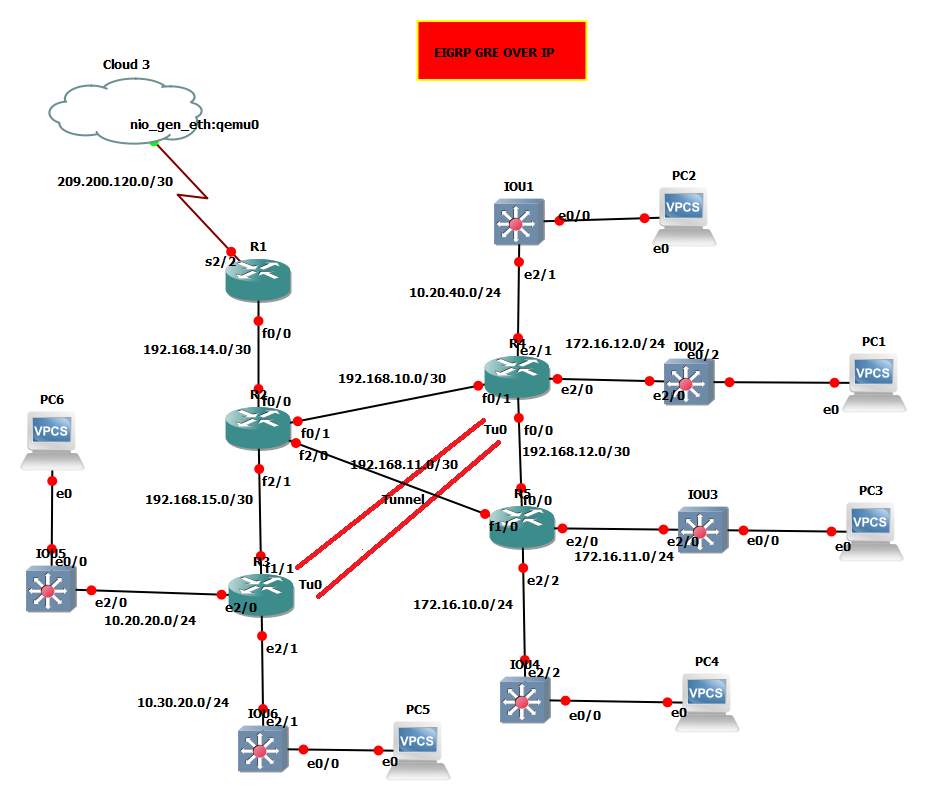 EIGRP GRE OVER IP
Cloud 3
nio_gen_eth:qemu0
209.200.120.0/30
R1
s2/2
f0/0
192.168.14.0/30
f0/0
R2
f0/1
f2/0
f2/1
192.168.10.0/30
192.168.11.0/30
192.168.15.0/30
IOU1
e0/0
PC2
VPCS
e0
e2/1
10.20.40.0/24
e2/1
R4
f0/1
e2/0
172.16.12.0/24
IOU2
e0/2
e2/0
PC1
VPCS
e0
f0/0
Tu0
192.168.12.0/30
Tunnel
R5
f0/0
f1/0
e2/0
172.16.11.0/24
IOU3
e2/0
e0/0
PC3
VPCS
e0
e2/2
172.16.10.0/24
IOU4
e2/2
e0/0
PC4
VPCS
e0
PC6
VPCS
e0
IOU5
e0/0
e2/0
10.20.20.0/24
R3
f1/1
Tu0
e2/0
e2/1
10.30.20.0/24
IOU6
e2/1
e0/0
PC5
VPCS
e0